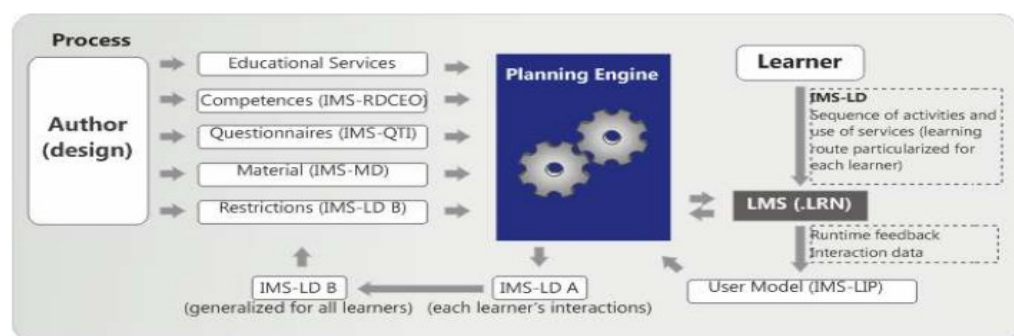 Process
Author
(design)
Educational Services
Competences (IMS-RDCEO)
Questionnaires (IMS-QTI)
Material (IMS-MD)
Restrictions (IMS-LD B)
Planning Engine
Learner
IMS-LD
Sequence of activities and
use of services (learning
route particularized for
each learner)
LMS (.LRN)
Runtime feedback
Interaction data
User Model (IMS-LIP)
IMS-LD A
(each learner's interactions)
IMS-LD B
(generalized for all learners)